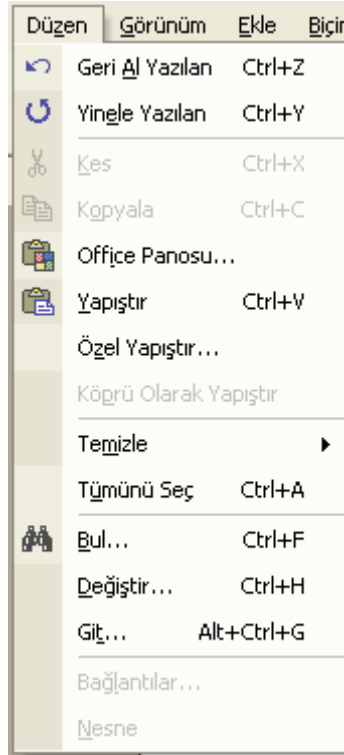 Düzen Görünüm Ekle Biçim
Geri Al Yazılan Ctrl+Z
Yinele Yazılan Ctrl+Y
Kes Ctrl+X
Kopyala Ctrl+C
Office Panosu...
Yapıştır Ctrl+V
Özel Yapıştır...
Köprü Olarak Yapıştır
Temizle
Tümünü Seç Ctrl+A
Bul... Ctrl+F
Değiştir... Ctrl+H
Git... Alt+Ctrl+G
Bağlantılar...
Nesne